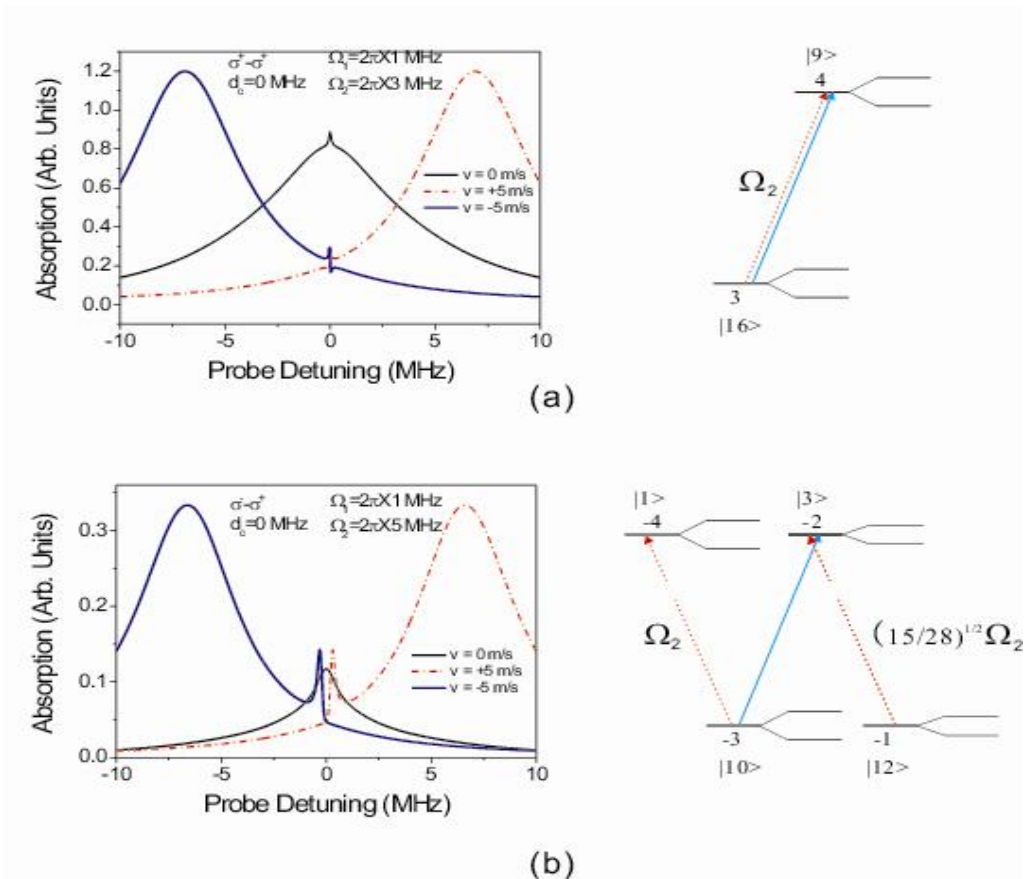 σ⁺-σ⁺
d_c=0 MHz
Ω₁=2πX1 MHz
Ω₂=2πX3 MHz
1.2
1.0
0.8
0.6
0.4
0.2
0.0
v = 0 m/s
v = +5 m/s
v = -5 m/s
-10
-5
0
5
10
Absorption (Arb. Units)
Probe Detuning (MHz)
|9>
4
Ω₂
3
|16>
(a)
σ⁻-σ⁺
d_c=0 MHz
Ω₁=2πX1 MHz
Ω₂=2πX5 MHz
0.3
0.2
0.1
0.0
v = 0 m/s
v = +5 m/s
v = -5 m/s
-10
-5
0
5
10
Absorption (Arb. Units)
Probe Detuning (MHz)
|1>
|3>
-4
-2
Ω₂
(15/28)^{1/2}Ω₂
-3
-1
|10>
|12>
(b)